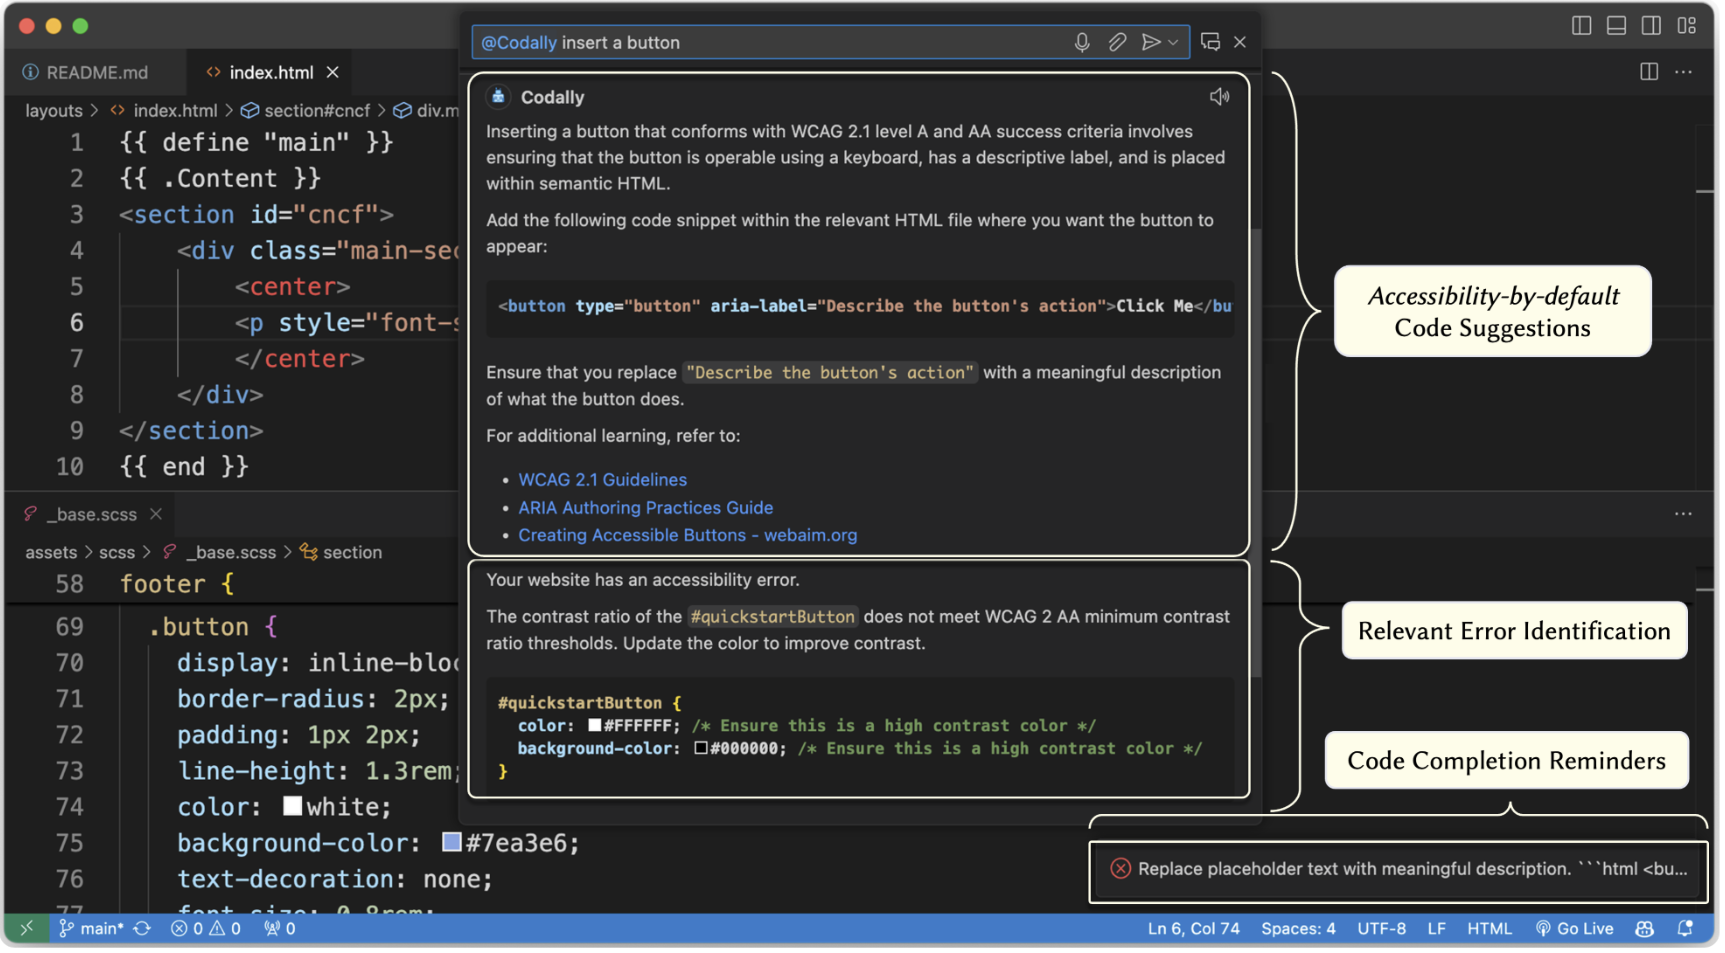 @Codally insert a button
README.md
index.html
layouts > index.html > section#cncf > div.m
1 {{ define "main" }}
2 {{ .Content }}
3 <section id="cncf">
4 <div class="main-sec
5 <center>
6 <p style="font-s
7 </center>
8 </div>
9 </section>
10 {{ end }}
_base.scss
assets > scss > _base.scss > section
58 footer {
69 .button {
70 display: inline-bloc
71 border-radius: 2px;
72 padding: 1px 2px;
73 line-height: 1.3rem;
74 color: white;
75 background-color: #7ea3e6;
76 text-decoration: none;
77 font-size: 0.8rem;
Codally
Inserting a button that conforms with WCAG 2.1 level A and AA success criteria involves
ensuring that the button is operable using a keyboard, has a descriptive label, and is placed
within semantic HTML.
Add the following code snippet within the relevant HTML file where you want the button to
appear:
<button type="button" aria-label="Describe the button's action">Click Me</bu
Ensure that you replace "Describe the button's action" with a meaningful description
of what the button does.
For additional learning, refer to:
• WCAG 2.1 Guidelines
• ARIA Authoring Practices Guide
• Creating Accessible Buttons - webaim.org
Your website has an accessibility error.
The contrast ratio of the #quickstartButton does not meet WCAG 2 AA minimum contrast
ratio thresholds. Update the color to improve contrast.
#quickstartButton {
color: #FFFFFF; /* Ensure this is a high contrast color */
background-color: #000000; /* Ensure this is a high contrast color */
}
Accessibility-by-default
Code Suggestions
Relevant Error Identification
Code Completion Reminders
Replace placeholder text with meaningful description. ```html <bu...
main* 0 0 0
Ln 6, Col 74 Spaces: 4 UTF-8 LF HTML Go Live